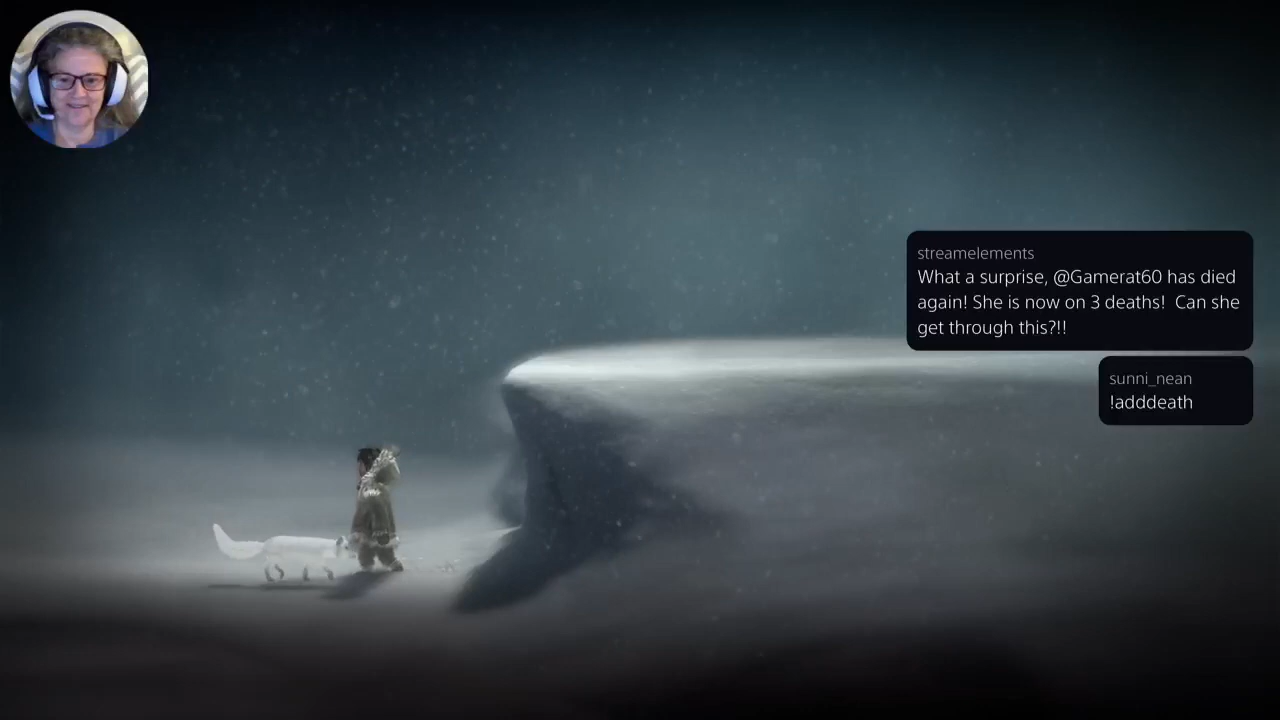 streamelements
What a surprise, @Gamerat60 has died
again! She is now on 3 deaths!  Can she
get through this?!!
sunni_nean
!adddeath